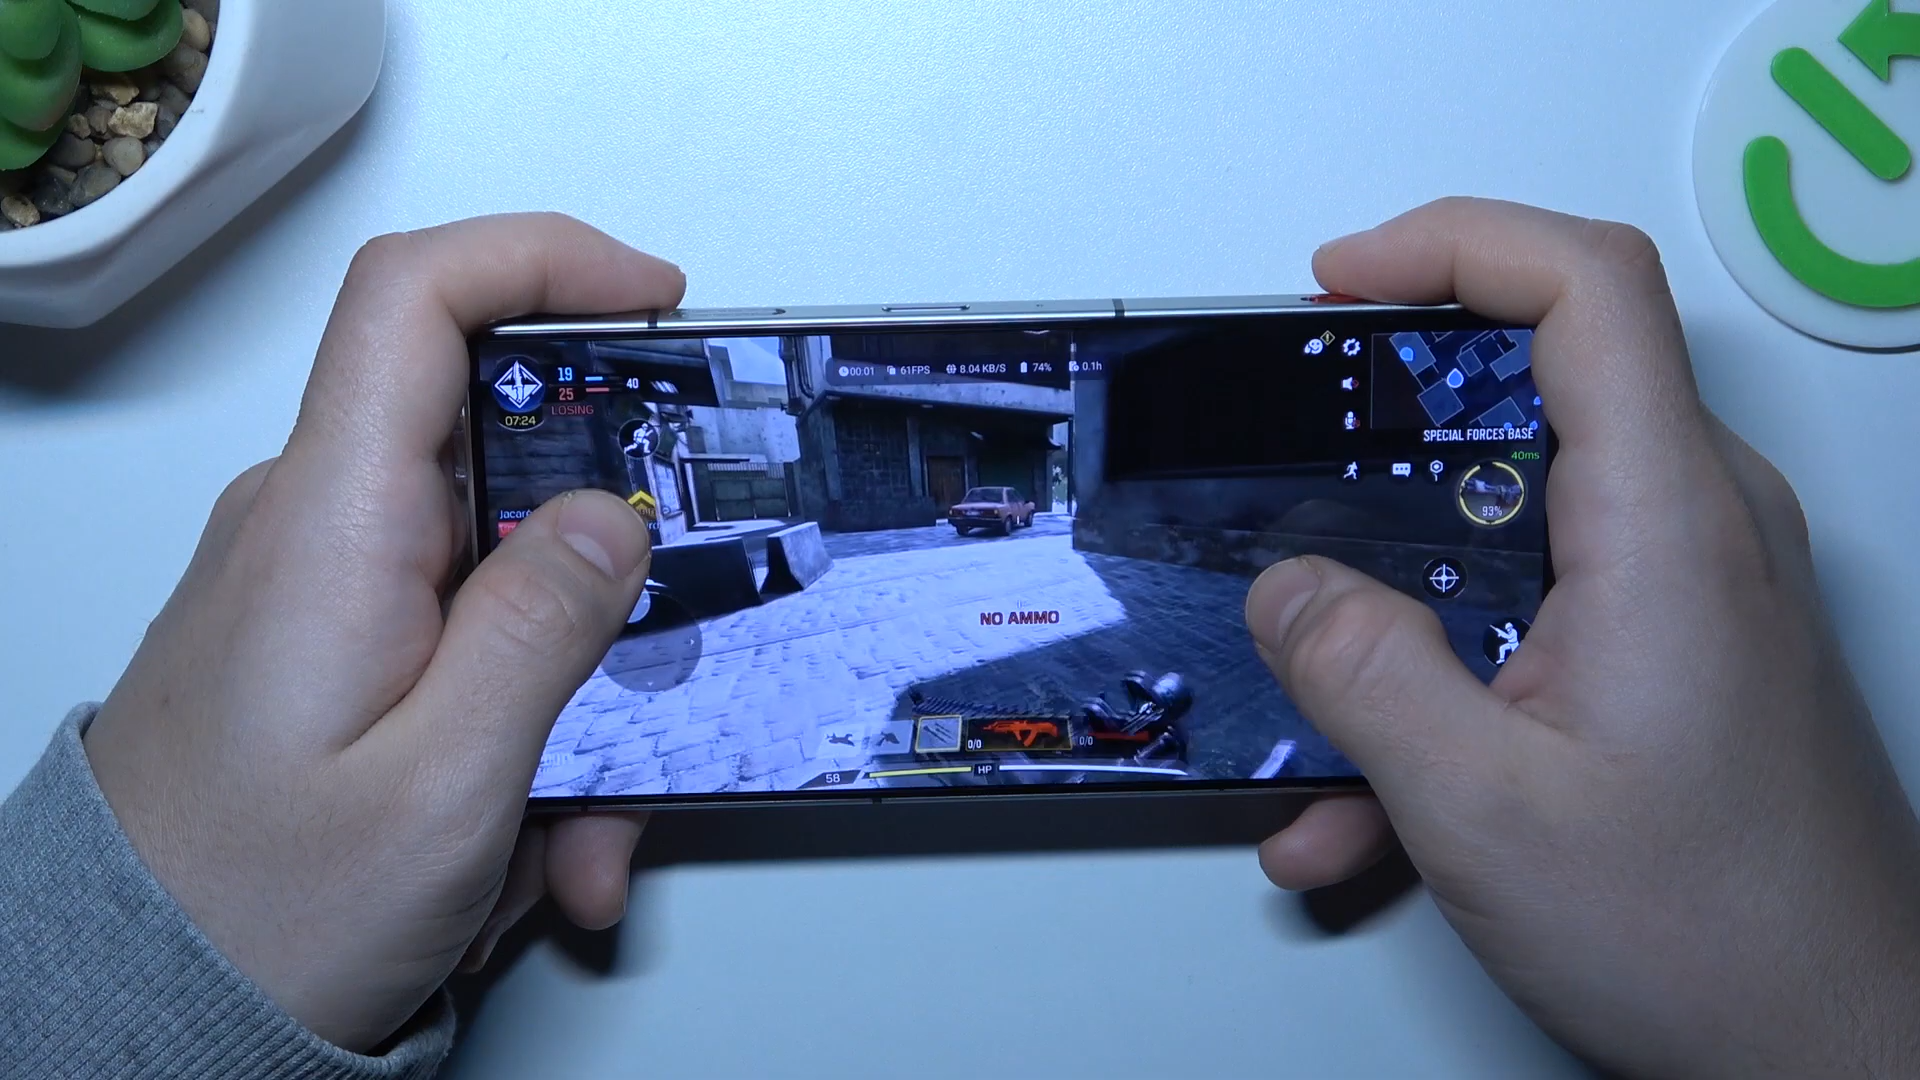 19
25
40
LOSING
07:24
00:01 61FPS 8.04 KB/S 74% 0.1h
SPECIAL FORCES BASE
40ms
93%
Jacar
NO AMMO
0/0
0/0
58
HP